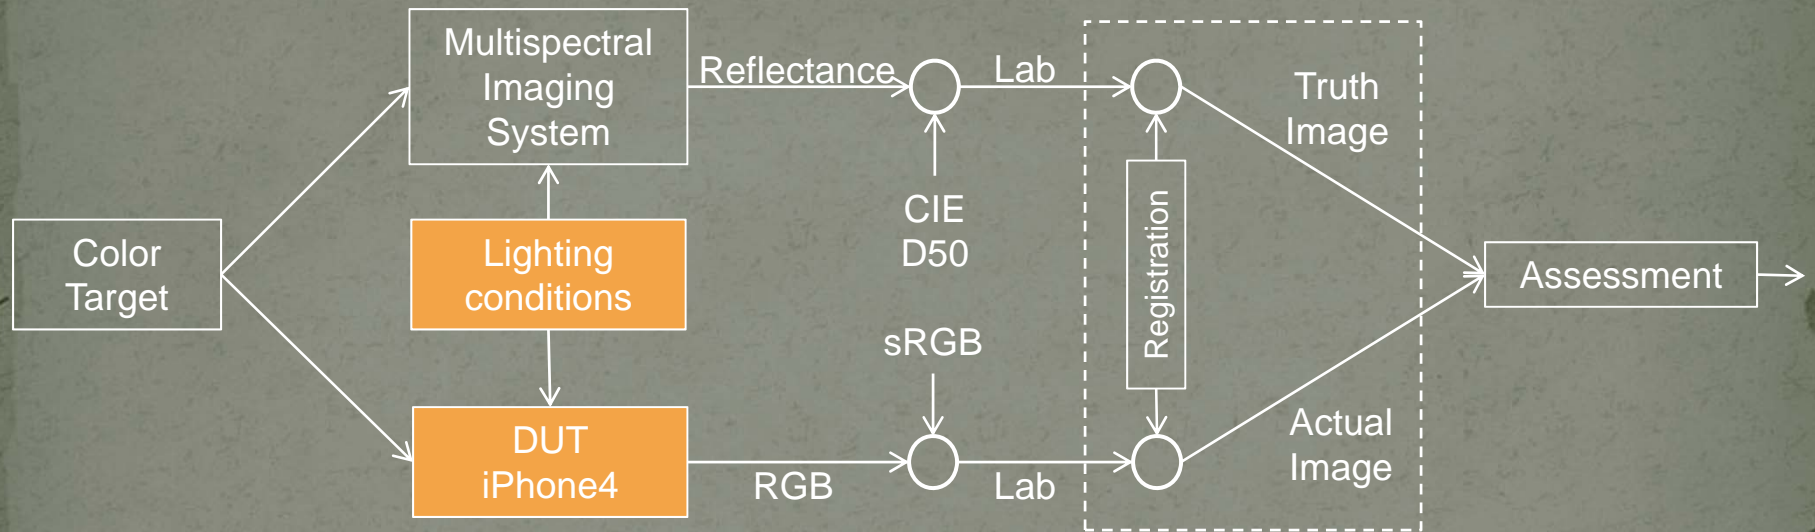 Multispectral
Imaging
System
Reflectance
Lab
Truth
Image
Color
Target
Lighting
conditions
CIE
D50
Registration
Assessment
sRGB
DUT
iPhone4
RGB
Lab
Actual
Image